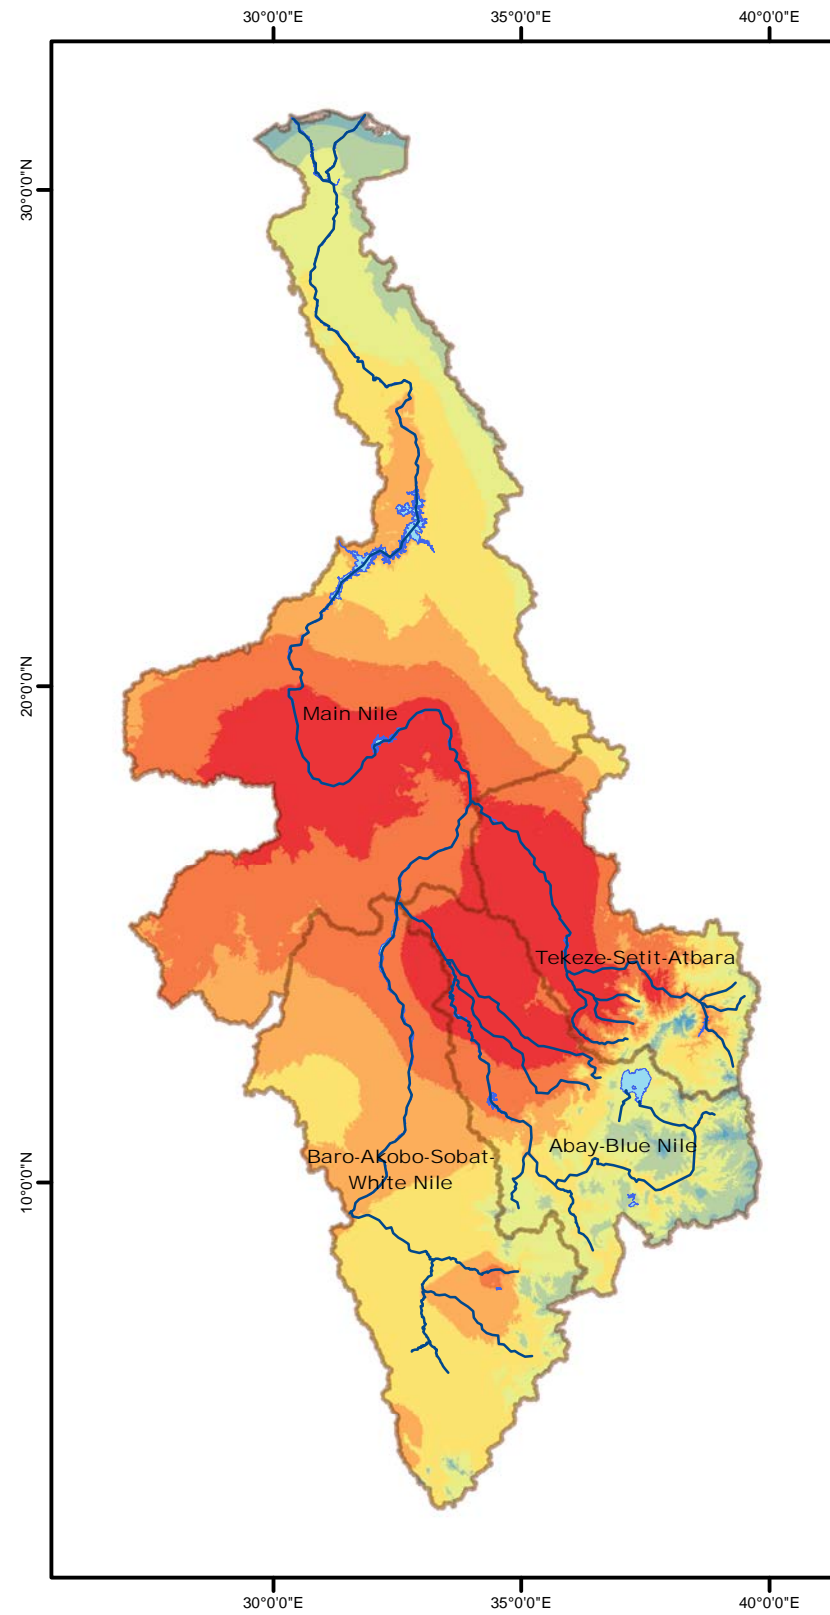 30°0'0"E 35°0'0"E 40°0'0"E
30°0'0"N
20°0'0"N
Main Nile
Tekeze-Setit-Atbara
Abay-Blue Nile
Baro-Akobo-Sobat-
White Nile
10°0'0"N
30°0'0"E 35°0'0"E 40°0'0"E